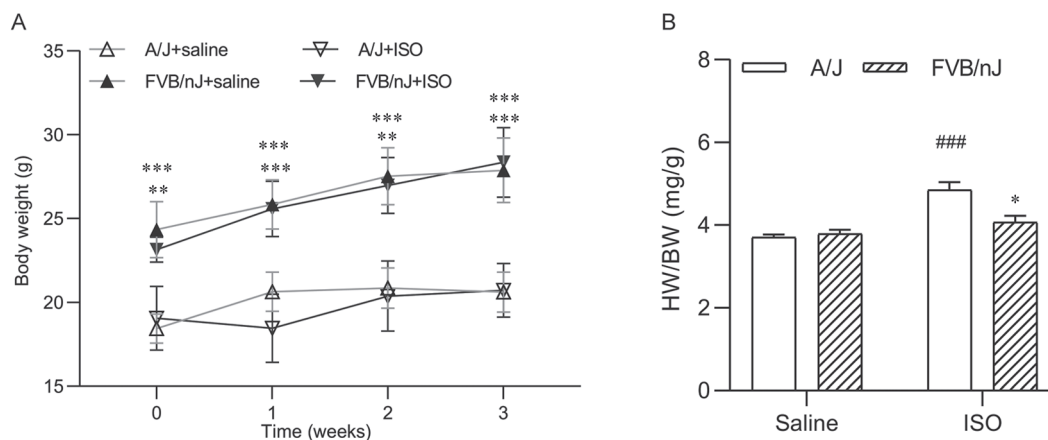 A
35
30
25
20
15
Body weight (g)
A/J+saline
A/J+ISO
FVB/nJ+saline
FVB/nJ+ISO
***
**
***
***
***
**
***
***
0
1
2
3
Time (weeks)
B
8
6
4
2
0
HW/BW (mg/g)
A/J
FVB/nJ
###
*
Saline
ISO